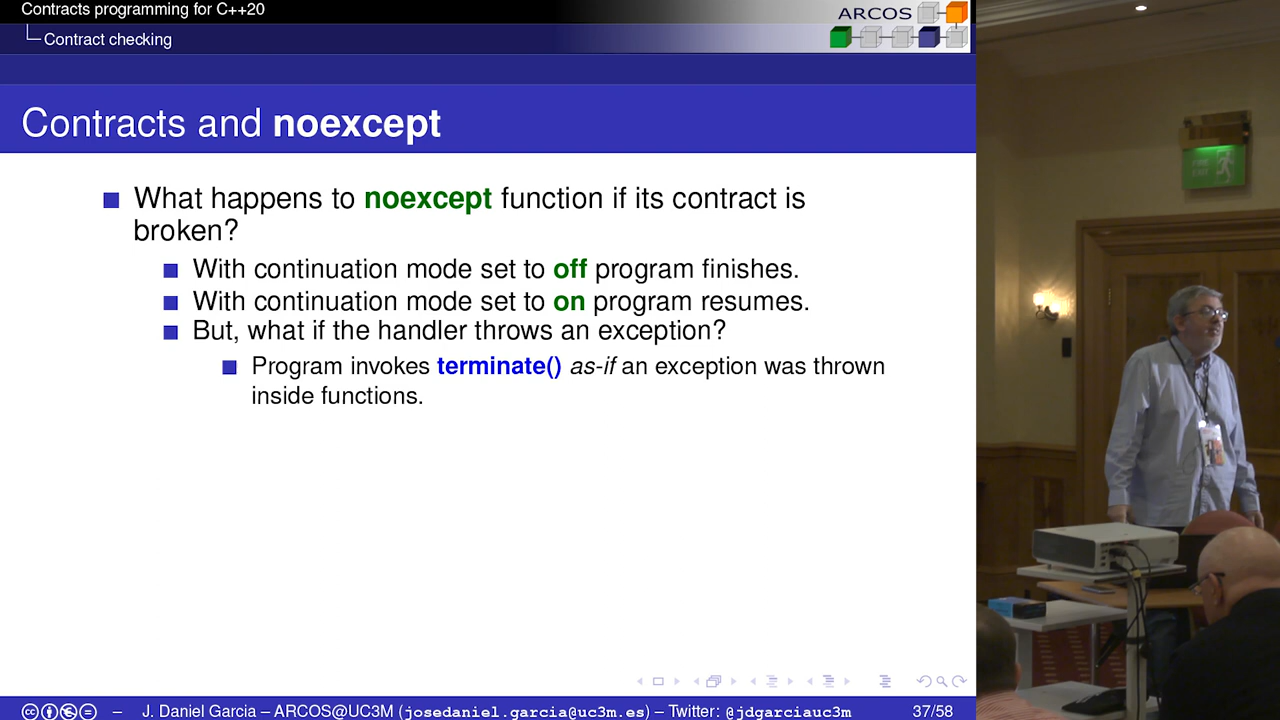 Contracts programming for C++20
Contract checking
ARCOS
Contracts and noexcept
What happens to noexcept function if its contract is
broken?
With continuation mode set to off program finishes.
With continuation mode set to on program resumes.
But, what if the handler throws an exception?
Program invokes terminate() as-if an exception was thrown
inside functions.
FIRE
EXIT
– J. Daniel Garcia – ARCOS@UC3M (josedaniel.garcia@uc3m.es) – Twitter: @jdgarciauc3m 37/58